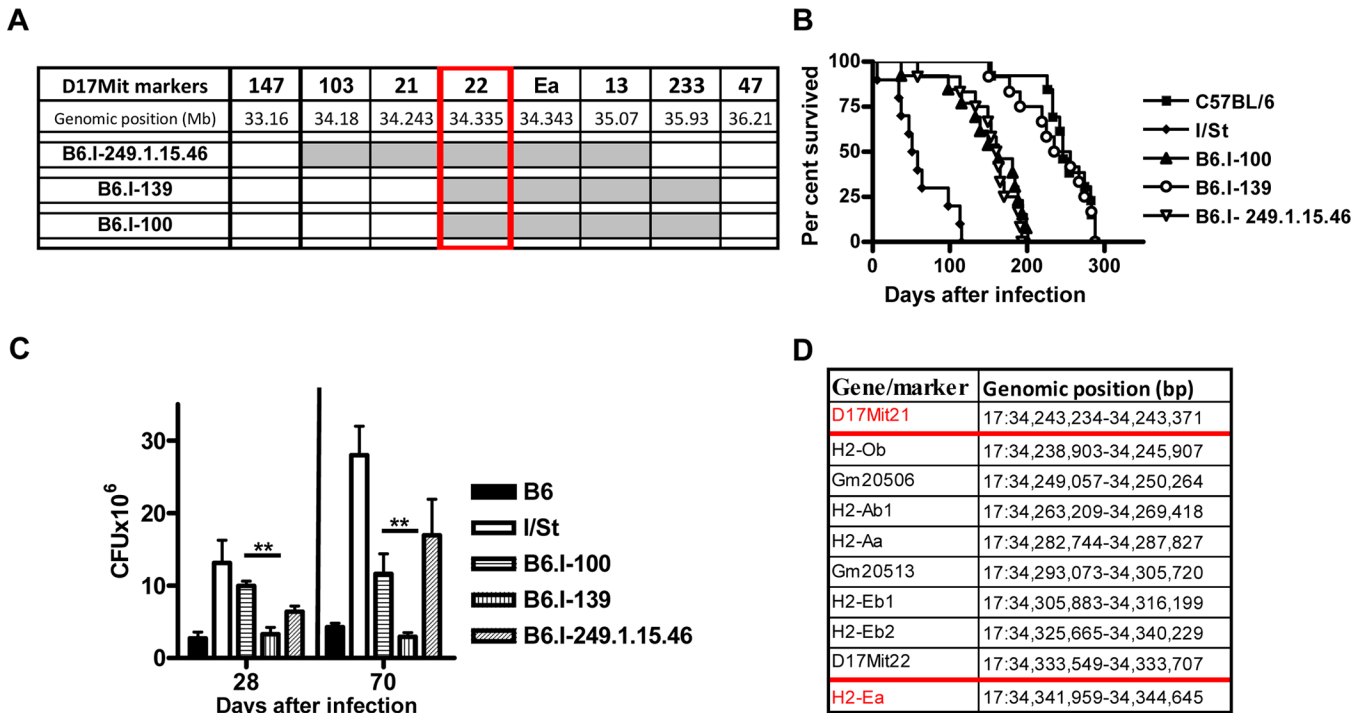 A
D17Mit markers 147 103 21 22 Ea 13 233 47
Genomic position (Mb) 33.16 34.18 34.243 34.335 34.343 35.07 35.93 36.21
B6.I-249.1.15.46
B6.I-139
B6.I-100
B
Per cent survived
100
75
50
25
0
0 100 200 300
Days after infection
C57BL/6
I/St
B6.I-100
B6.I-139
B6.I- 249.1.15.46
C
CFUx10⁶
30
20
10
0
** **
28 70
Days after infection
B6
I/St
B6.I-100
B6.I-139
B6.I-249.1.15.46
D
Gene/marker Genomic position (bp)
D17Mit21 17:34,243,234-34,243,371
H2-Ob 17:34,238,903-34,245,907
Gm20506 17:34,249,057-34,250,264
H2-Ab1 17:34,263,209-34,269,418
H2-Aa 17:34,282,744-34,287,827
Gm20513 17:34,293,073-34,305,720
H2-Eb1 17:34,305,883-34,316,199
H2-Eb2 17:34,325,665-34,340,229
D17Mit22 17:34,333,549-34,333,707
H2-Ea 17:34,341,959-34,344,645